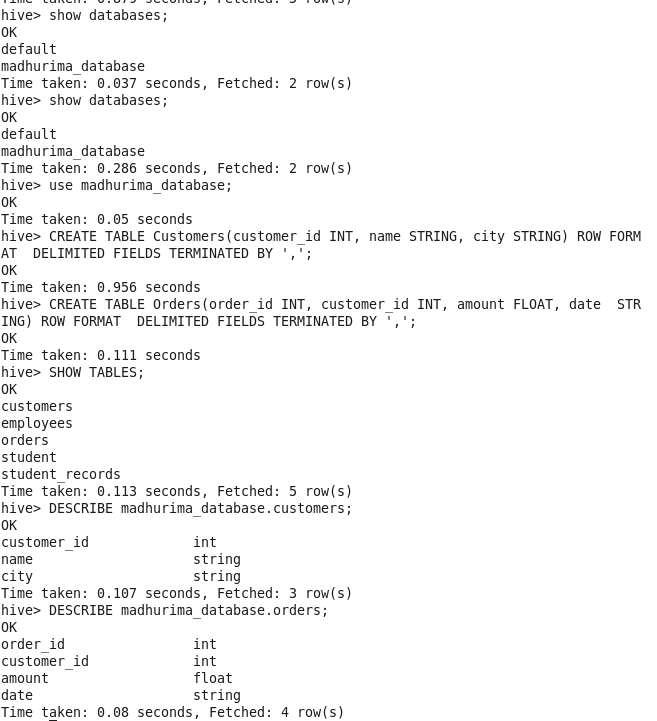 Time taken: 0.879 seconds, Fetched: 5 row(s)
hive> show databases;
OK
default
madhurima_database
Time taken: 0.037 seconds, Fetched: 2 row(s)
hive> show databases;
OK
default
madhurima_database
Time taken: 0.286 seconds, Fetched: 2 row(s)
hive> use madhurima_database;
OK
Time taken: 0.05 seconds
hive> CREATE TABLE Customers(customer_id INT, name STRING, city STRING) ROW FORM
AT  DELIMITED FIELDS TERMINATED BY ',';
OK
Time taken: 0.956 seconds
hive> CREATE TABLE Orders(order_id INT, customer_id INT, amount FLOAT, date  STR
ING) ROW FORMAT  DELIMITED FIELDS TERMINATED BY ',';
OK
Time taken: 0.111 seconds
hive> SHOW TABLES;
OK
customers
employees
orders
student
student_records
Time taken: 0.113 seconds, Fetched: 5 row(s)
hive> DESCRIBE madhurima_database.customers;
OK
customer_id             int
name                    string
city                    string
Time taken: 0.107 seconds, Fetched: 3 row(s)
hive> DESCRIBE madhurima_database.orders;
OK
order_id                int
customer_id             int
amount                  float
date                    string
Time taken: 0.08 seconds, Fetched: 4 row(s)